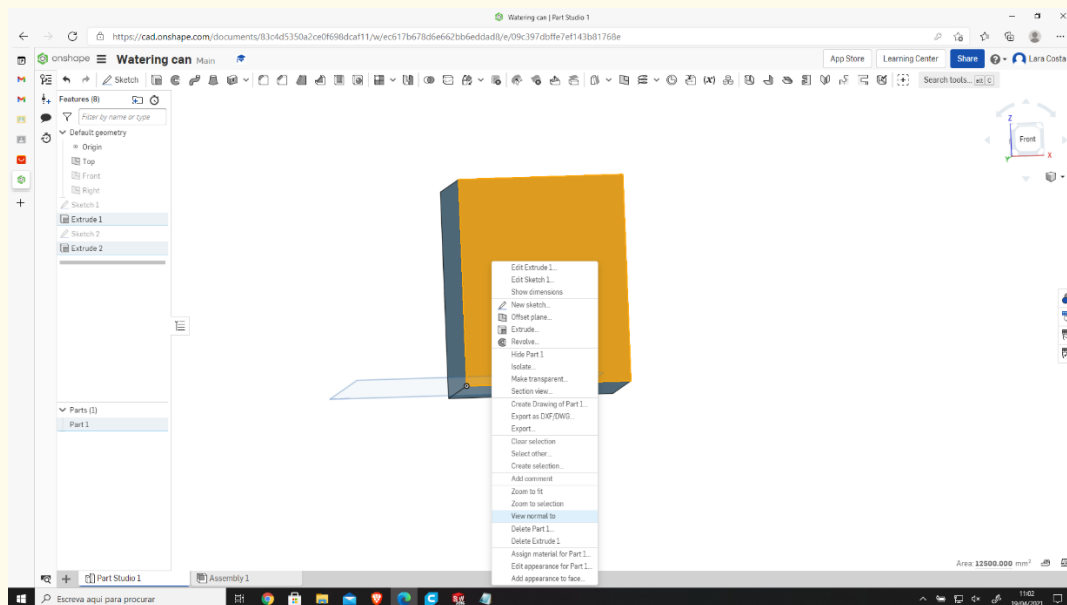 Watering can | Part Studio 1
https://cad.onshape.com/documents/83c4d5350a2ce0f698dcaf11/w/ec617b678d6e662bb6eddad8/e/09c397dbffe7ef143b81768e
onshape Watering can Main
App Store
Learning Center
Share
Lara Costa
Sketch
Search tools... alt C
Features (8)
Filter by name or type
Default geometry
Origin
Top
Front
Right
Sketch 1
Extrude 1
Sketch 2
Extrude 2
Parts (1)
Part 1
Z
Front
X
Y
Edit Extrude 1...
Edit Sketch 1...
Show dimensions
New sketch...
Offset plane...
Extrude...
Revolve...
Hide Part 1
Isolate...
Make transparent...
Section view...
Create Drawing of Part 1...
Export as DXF/DWG...
Export...
Clear selection
Select other...
Create selection...
Add comment
Zoom to fit
Zoom to selection
View normal to
Delete Part 1...
Delete Extrude 1
Assign material for Part 1...
Edit appearance for Part 1...
Add appearance to face...
Area: 12500.000 mm²
Part Studio 1
Assembly 1
Escreva aqui para procurar
11:02
19/04/2021